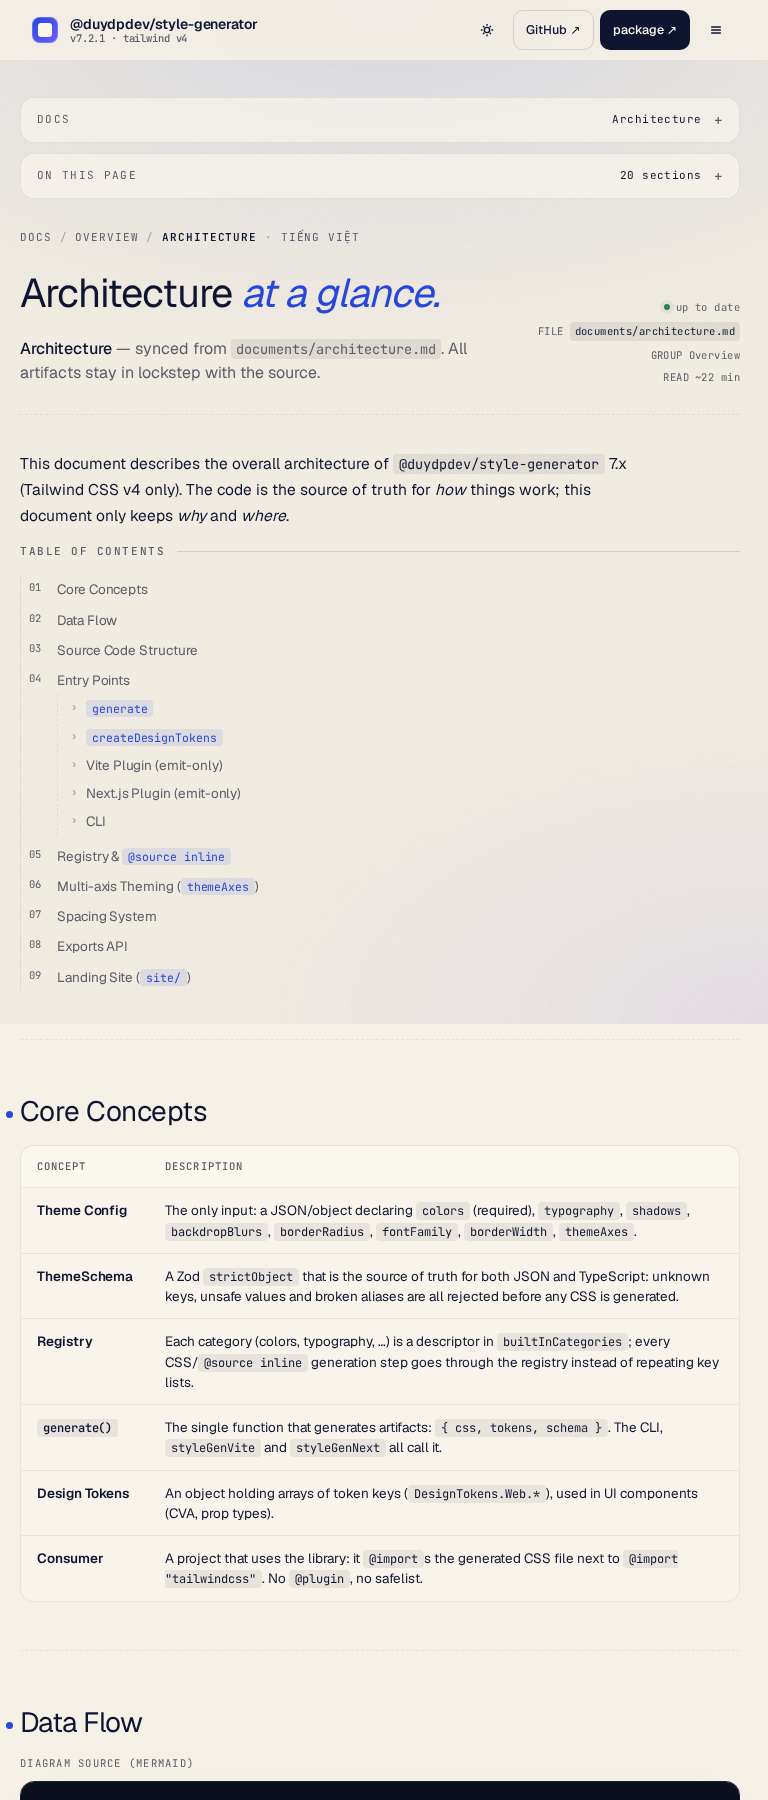 @duydpdev/style-generator
v7.2.1 · tailwind v4
GitHub ↗
package ↗
DOCS
Architecture +
ON THIS PAGE
20 sections +
DOCS / OVERVIEW / ARCHITECTURE · TIẾNG VIỆT
Architecture at a glance.
up to date
FILE documents/architecture.md
GROUP Overview
READ ~22 min
Architecture — synced from documents/architecture.md. All
artifacts stay in lockstep with the source.
This document describes the overall architecture of @duydpdev/style-generator 7.x
(Tailwind CSS v4 only). The code is the source of truth for how things work; this
document only keeps why and where.
TABLE OF CONTENTS
01 Core Concepts
02 Data Flow
03 Source Code Structure
04 Entry Points
› generate
› createDesignTokens
› Vite Plugin (emit-only)
› Next.js Plugin (emit-only)
› CLI
05 Registry & @source inline
06 Multi-axis Theming (themeAxes)
07 Spacing System
08 Exports API
09 Landing Site (site/)
Core Concepts
CONCEPT DESCRIPTION
Theme Config The only input: a JSON/object declaring colors (required), typography, shadows,
backdropBlurs, borderRadius, fontFamily, borderWidth, themeAxes.
ThemeSchema A Zod strictObject that is the source of truth for both JSON and TypeScript: unknown
keys, unsafe values and broken aliases are all rejected before any CSS is generated.
Registry Each category (colors, typography, …) is a descriptor in builtInCategories; every
CSS/@source inline generation step goes through the registry instead of repeating key
lists.
generate() The single function that generates artifacts: { css, tokens, schema }. The CLI,
styleGenVite and styleGenNext all call it.
Design Tokens An object holding arrays of token keys (DesignTokens.Web.*), used in UI components
(CVA, prop types).
Consumer A project that uses the library: it @imports the generated CSS file next to @import
"tailwindcss". No @plugin, no safelist.
Data Flow
DIAGRAM SOURCE (MERMAID)